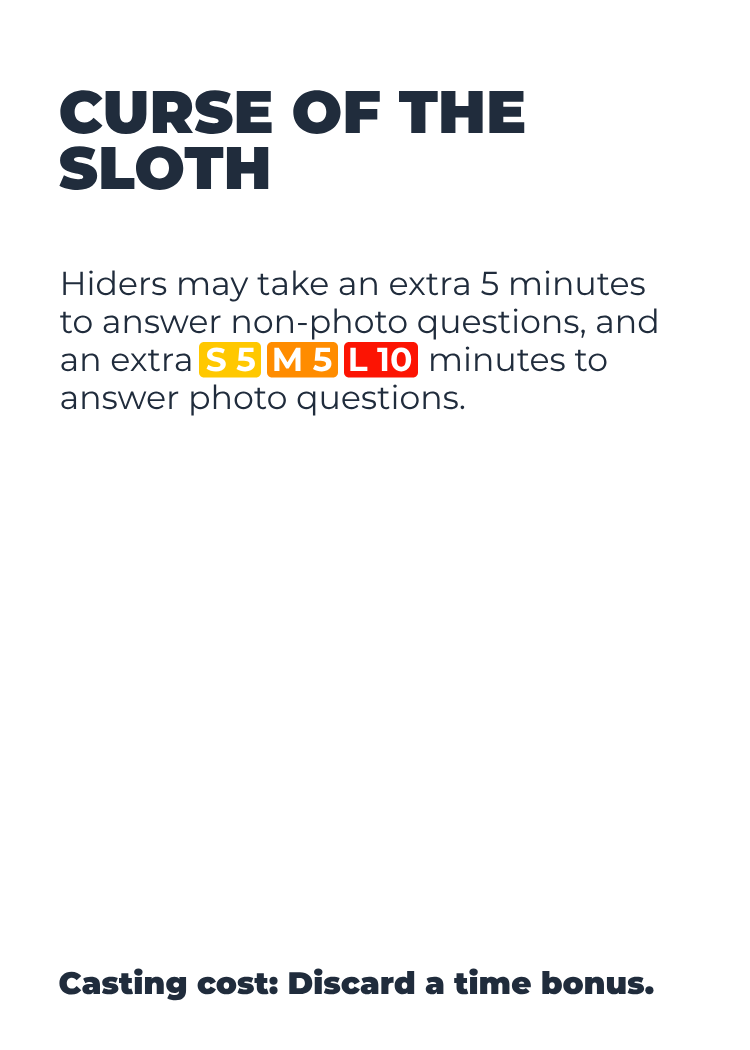 CURSE OF THE
SLOTH
Hiders may take an extra 5 minutes
to answer non-photo questions, and
an extra S 5 M 5 L 10 minutes to
answer photo questions.
Casting cost: Discard a time bonus.